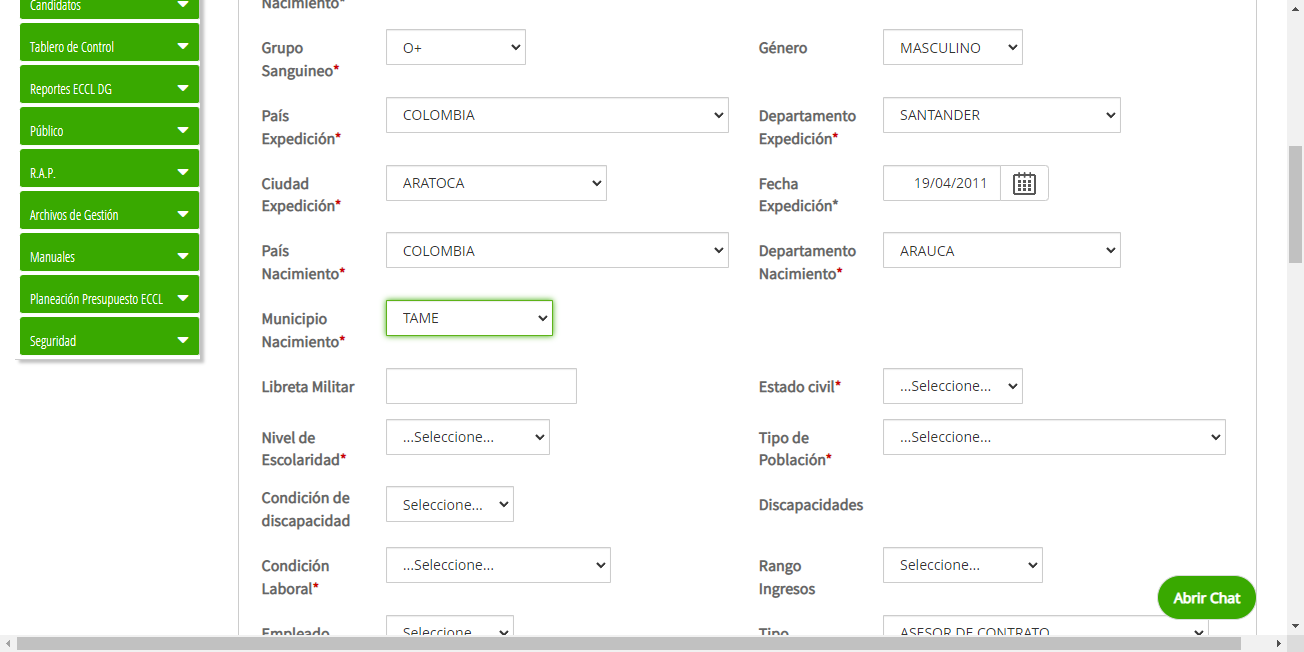 Candidatos
Tablero de Control
Reportes ECCL DG
Público
R.A.P.
Archivos de Gestión
Manuales
Planeación Presupuesto ECCL
Seguridad
Nacimiento*
Grupo
Sanguineo*
O+
Género
MASCULINO
País
Expedición*
COLOMBIA
Departamento
Expedición*
SANTANDER
Ciudad
Expedición*
ARATOCA
Fecha
Expedición*
19/04/2011
País
Nacimiento*
COLOMBIA
Departamento
Nacimiento*
ARAUCA
Municipio
Nacimiento*
TAME
Libreta Militar
Estado civil*
...Seleccione...
Nivel de
Escolaridad*
...Seleccione...
Tipo de
Población*
...Seleccione...
Condición de
discapacidad
Seleccione...
Discapacidades
Condición
Laboral*
...Seleccione...
Rango
Ingresos
Seleccione...
Empleado
Seleccione...
Tipo
ASESOR DE CONTRATO
Abrir Chat